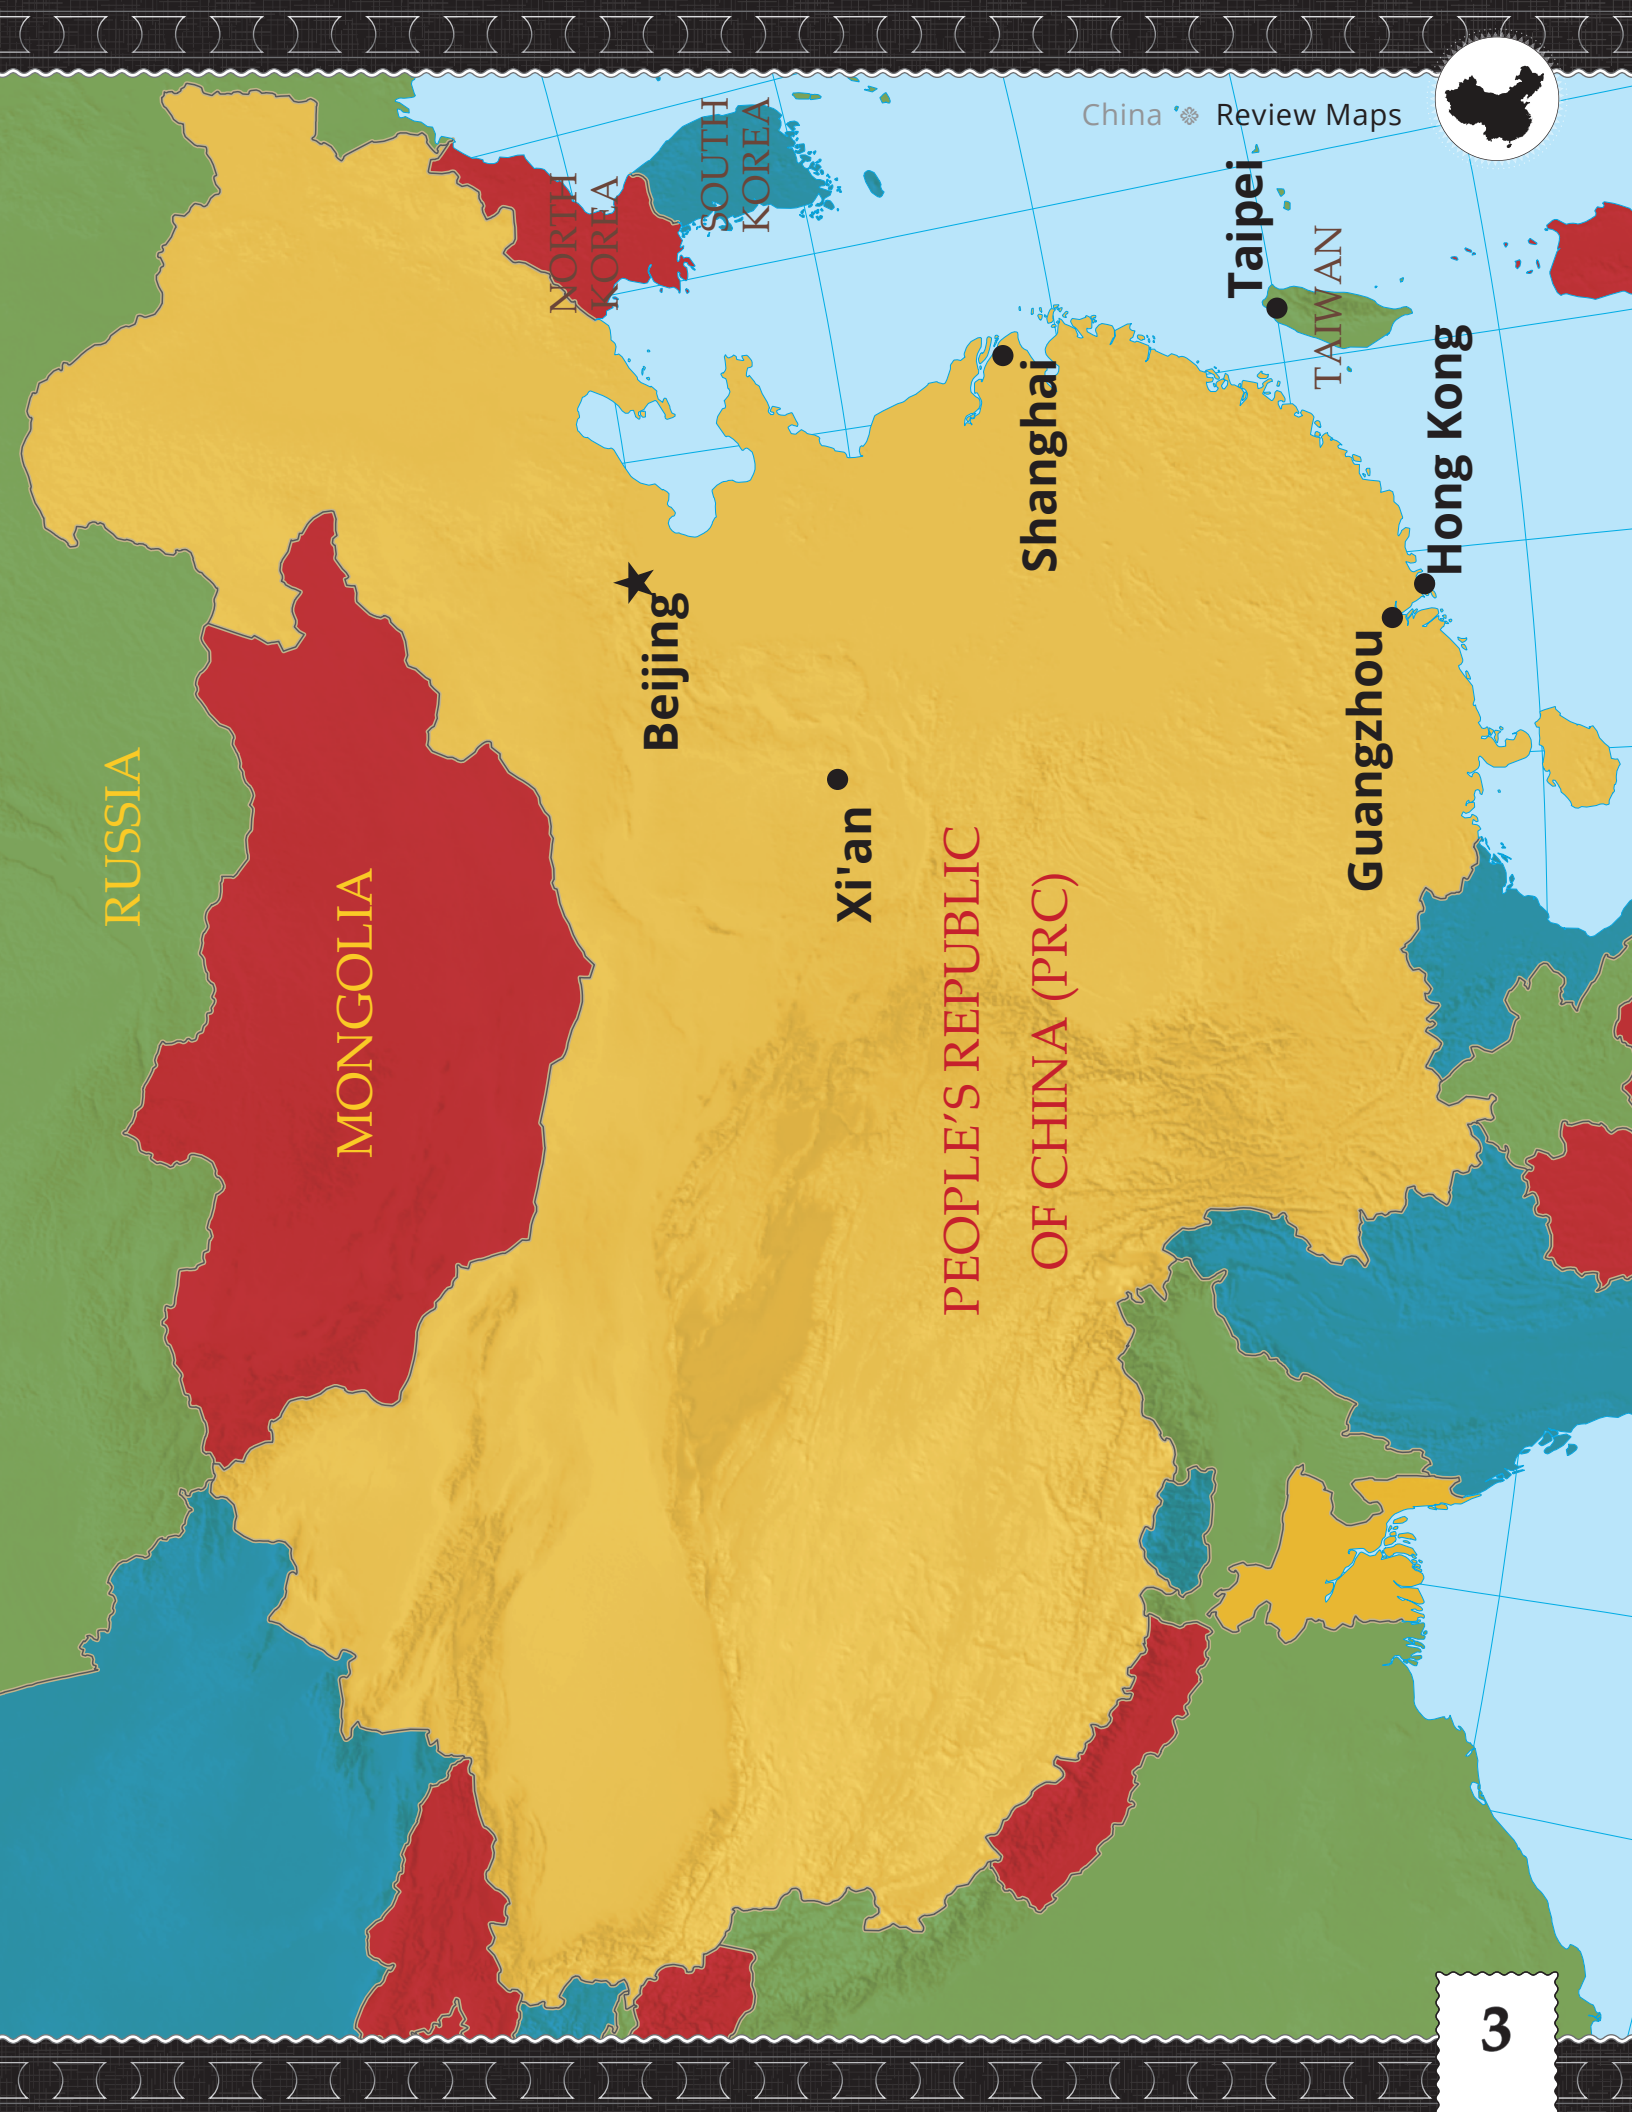 China Review Maps
RUSSIA
MONGOLIA
NORTH
KOREA
SOUTH
KOREA
Beijing
Xi'an
PEOPLE’S REPUBLIC
OF CHINA (PRC)
Shanghai
Taipei
TAIWAN
Guangzhou
Hong Kong
3